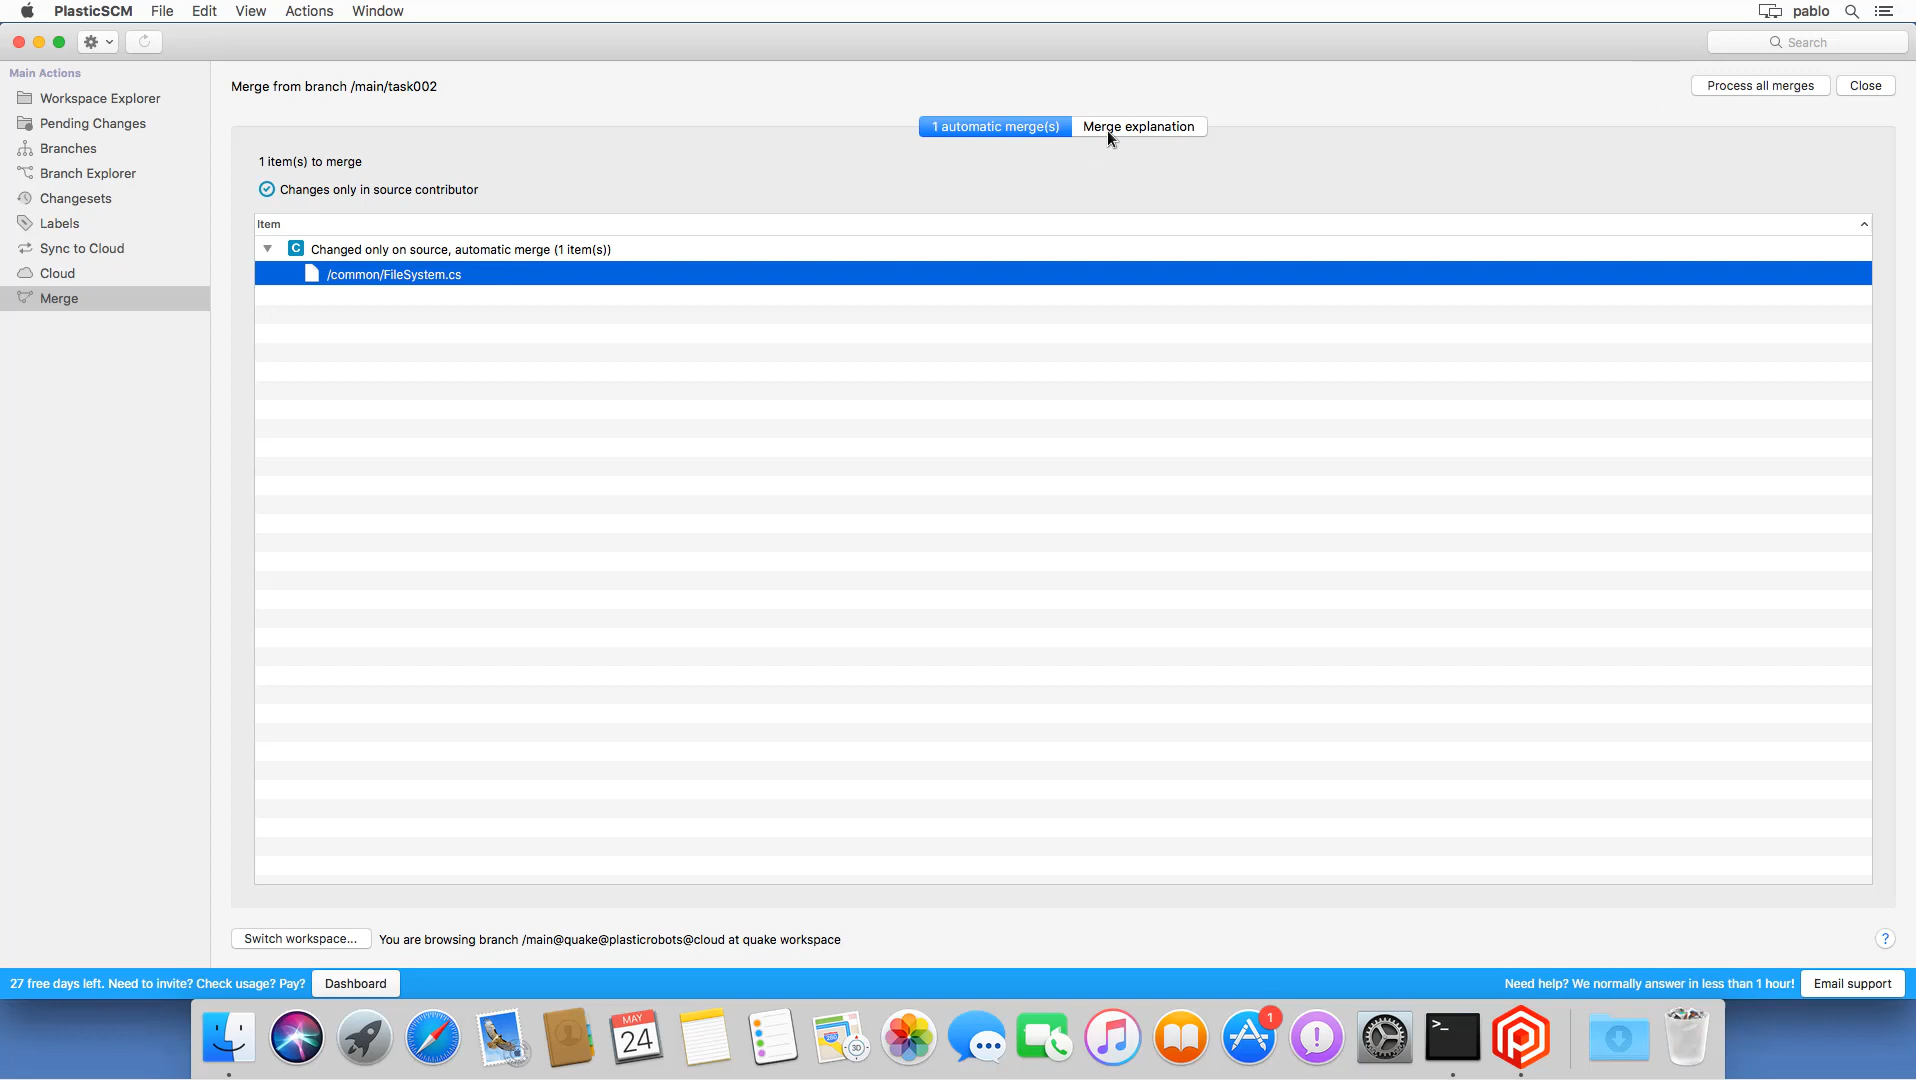 PlasticSCM File Edit View Actions Window pablo
Search
Main Actions
Workspace Explorer
Pending Changes
Branches
Branch Explorer
Changesets
Labels
Sync to Cloud
Cloud
Merge
Merge from branch /main/task002
Process all merges Close
1 automatic merge(s) Merge explanation
1 item(s) to merge
Changes only in source contributor
Item
C Changed only on source, automatic merge (1 item(s))
/common/FileSystem.cs
Switch workspace... You are browsing branch /main@quake@plasticrobots@cloud at quake workspace ?
27 free days left. Need to invite? Check usage? Pay? Dashboard
Need help? We normally answer in less than 1 hour! Email support
MAY
24
3D
1
>_